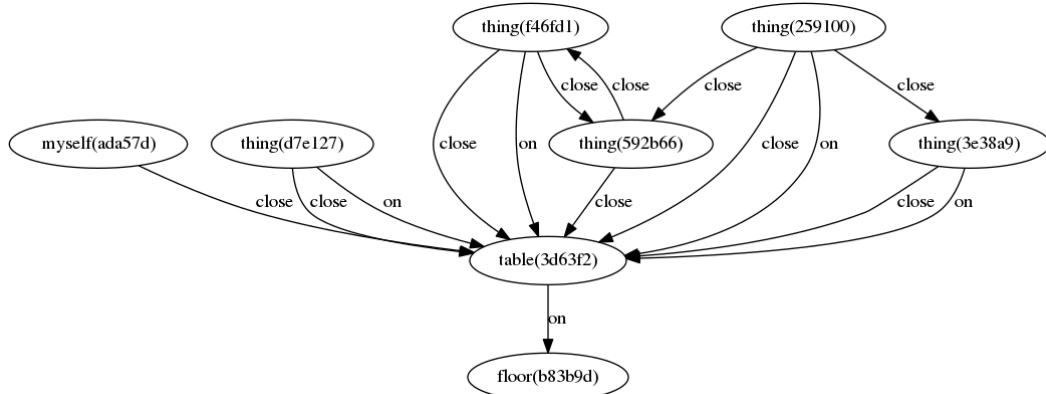 thing(f46fd1) thing(259100)
close close close close
myself(ada57d) thing(d7e127) close on thing(592b66) close on thing(3e38a9)
close close on close close on
table(3d63f2)
on
floor(b83b9d)